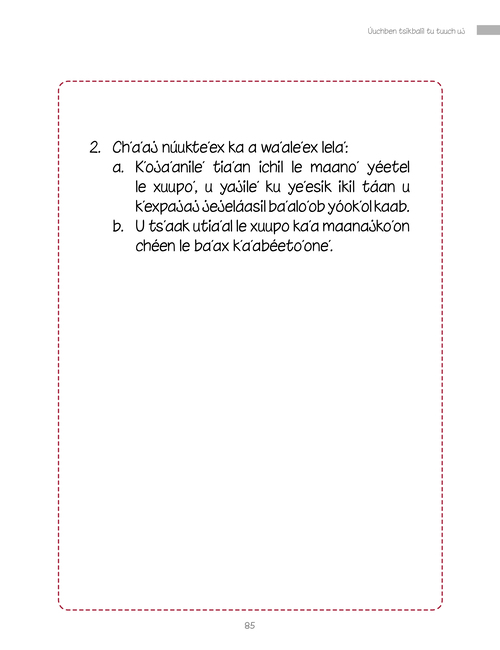 Úuchben tsikbalil tu tuuch uj
2. Ch'a'aj núukte'ex ka a wa'ale'ex lela':
a. K'oja'anile' tia'an ichil le maano' yéetel
le xuupo', u yajile' ku ye'esik ikil táan u
k'expajaj jejeláasil ba'alo'ob yóok'ol kaab.
b. U ts'aak utia'al le xuupo ka'a maanajko'on
chéen le ba'ax k'a'abéeto'one'.
85